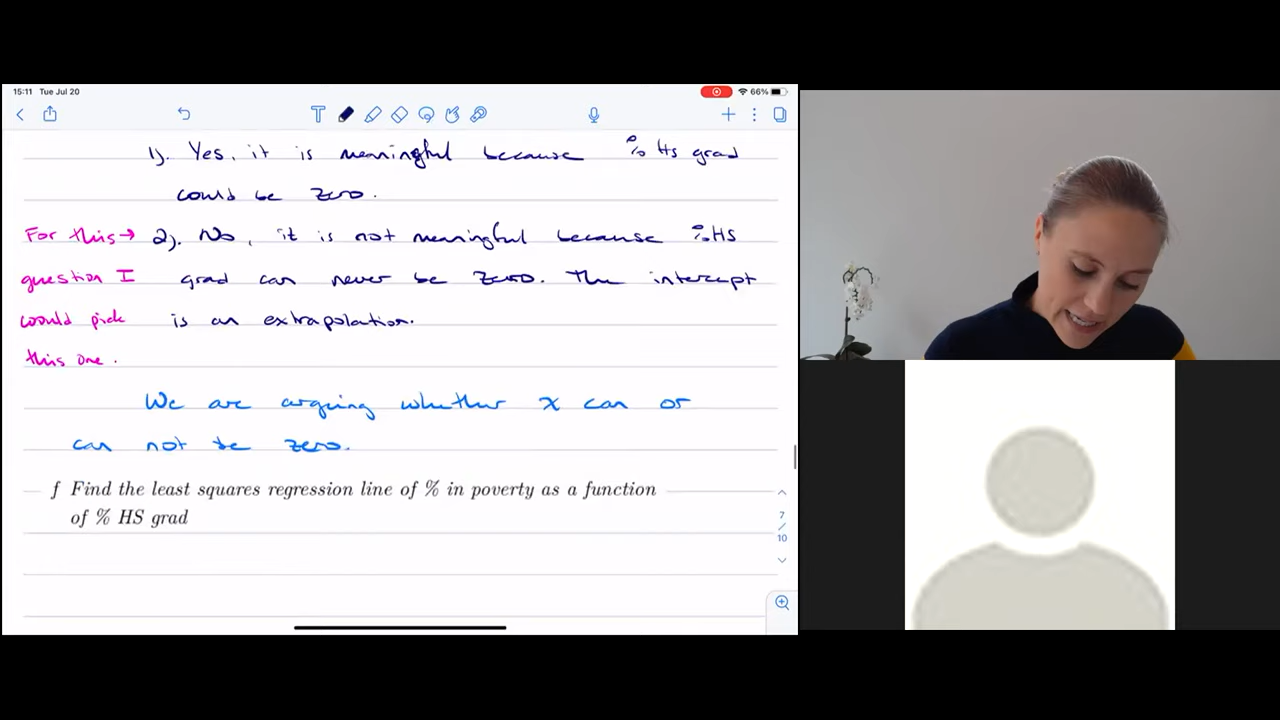 15:11 Tue Jul 20
66%
T
1). Yes, it is meaningful because % HS grad
could be zero.
For this → 2). No, it is not meaningful because % HS
question I grad can never be zero. The intercept
would pick is an extrapolation.
this one.
We are arguing whether x can or
can not be zero.
f Find the least squares regression line of % in poverty as a function
of % HS grad
7
/
10